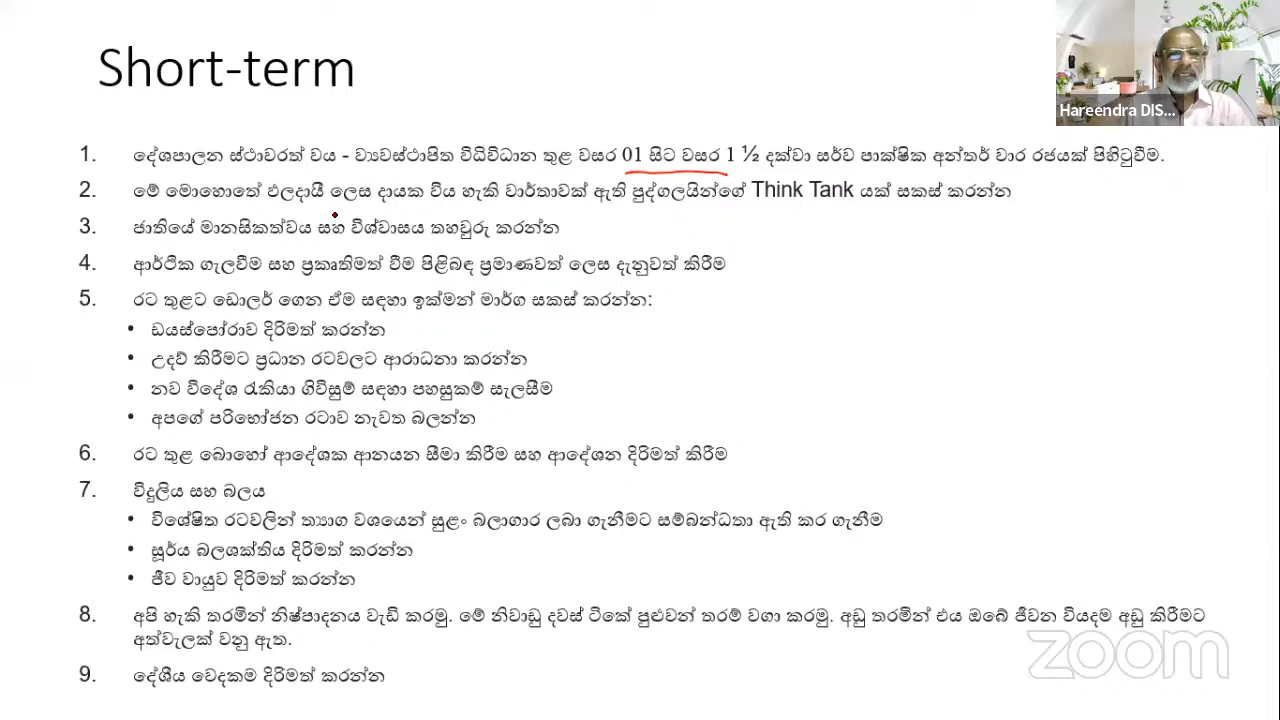 Short-term
Hareendra DIS...
1. දේශපාලන ස්ථාවරත් වය - ව්‍යවස්ථාපිත විධිවිධාන තුළ වසර 01 සිට වසර 1 ½ දක්වා සර්ව පාක්ෂික අන්තර් වාර රජයක් පිහිටුවීම.
2. මේ මොහොතේ ඵලදායී ලෙස දායක විය හැකි වාර්තාවක් ඇති පුද්ගලයින්ගේ Think Tank යක් සකස් කරන්න
3. ජාතියේ මානසිකත්වය සහ විශ්වාසය තහවුරු කරන්න
4. ආර්ථික ගැලවීම සහ ප්‍රකෘතිමත් වීම පිළිබඳ ප්‍රමාණවත් ලෙස දැනුවත් කිරීම
5. රට තුළට ඩොලර් ගෙන ඒම සඳහා ඉක්මන් මාර්ග සකස් කරන්න:
• ඩයස්පෝරාව දිරිමත් කරන්න
• උදව් කිරීමට ප්‍රධාන රටවලට ආරාධනා කරන්න
• නව විදේශ රැකියා ගිවිසුම් සඳහා පහසුකම් සැලසීම
• අපගේ පරිභෝජන රටාව නැවත බලන්න
6. රට තුළ බොහෝ ආදේශක ආනයන සීමා කිරීම සහ ආදේශන දිරිමත් කිරීම
7. විදුලිය සහ බලය
• විශේෂිත රටවලින් ත්‍යාග වශයෙන් සුළං බලාගාර ලබා ගැනීමට සම්බන්ධතා ඇති කර ගැනීම
• සූර්ය බලශක්තිය දිරිමත් කරන්න
• ජීව වායුව දිරිමත් කරන්න
8. අපි හැකි තරමින් නිෂ්පාදනය වැඩි කරමු. මේ නිවාඩු දවස් ටිකේ පුළුවන් තරම් වගා කරමු. අඩු තරමින් එය ඔබේ ජීවන වියදම අඩු කිරීමට
අත්වැලක් වනු ඇත.
9. දේශීය වෙදකම දිරිමත් කරන්න
zoom